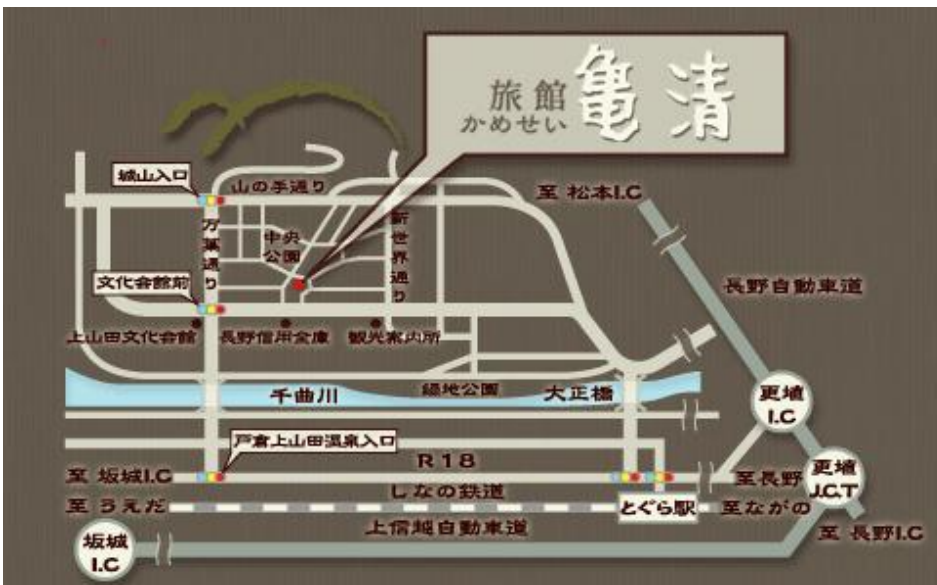 旅館
かめせい
亀清
城山入口
山の手通り
至 松本I.C
万葉通り
中央
公園
新世界通り
文化会館前
長野自動車道
上山田文化会館
長野信用金庫
観光案内所
千曲川
緑地公園
大正橋
更埴
I.C
戸倉上山田温泉入口
R18
至 坂城I.C
至長野
更埴
J.C.T
しなの鉄道
至 うえだ
とぐら駅
至ながの
上信越自動車道
至 長野I.C
坂城
I.C